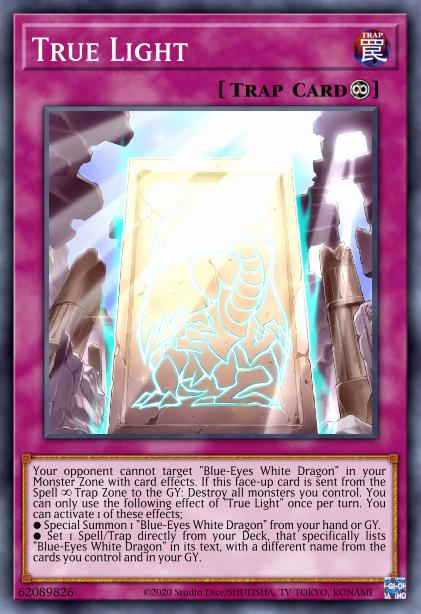 True Light
TRAP
罠
[Trap Card∞]
Your opponent cannot target "Blue-Eyes White Dragon" in your
Monster Zone with card effects. If this face-up card is sent from the
Spell ∞ Trap Zone to the GY: Destroy all monsters you control. You
can only use the following effect of "True Light" once per turn. You
can activate 1 of these effects;
● Special Summon 1 "Blue-Eyes White Dragon" from your hand or GY.
● Set 1 Spell/Trap directly from your Deck, that specifically lists
"Blue-Eyes White Dragon" in its text, with a different name from the
cards you control and in your GY.
62089826
©2020 Studio Dice/SHUEISHA, TV TOKYO, KONAMI